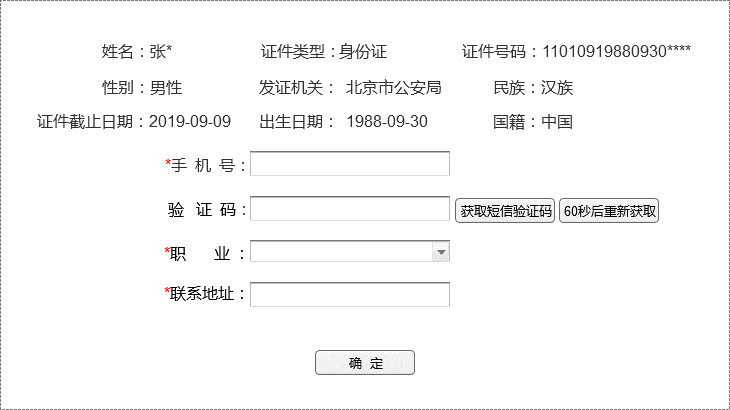 姓名：张* 证件类型：身份证 证件号码：11010919880930****
性别：男性 发证机关： 北京市公安局 民族：汉族
证件截止日期：2019-09-09 出生日期： 1988-09-30 国籍：中国
*手 机 号：
验 证 码： 获取短信验证码 60秒后重新获取
*职 业 ：
*联系地址：
确 定